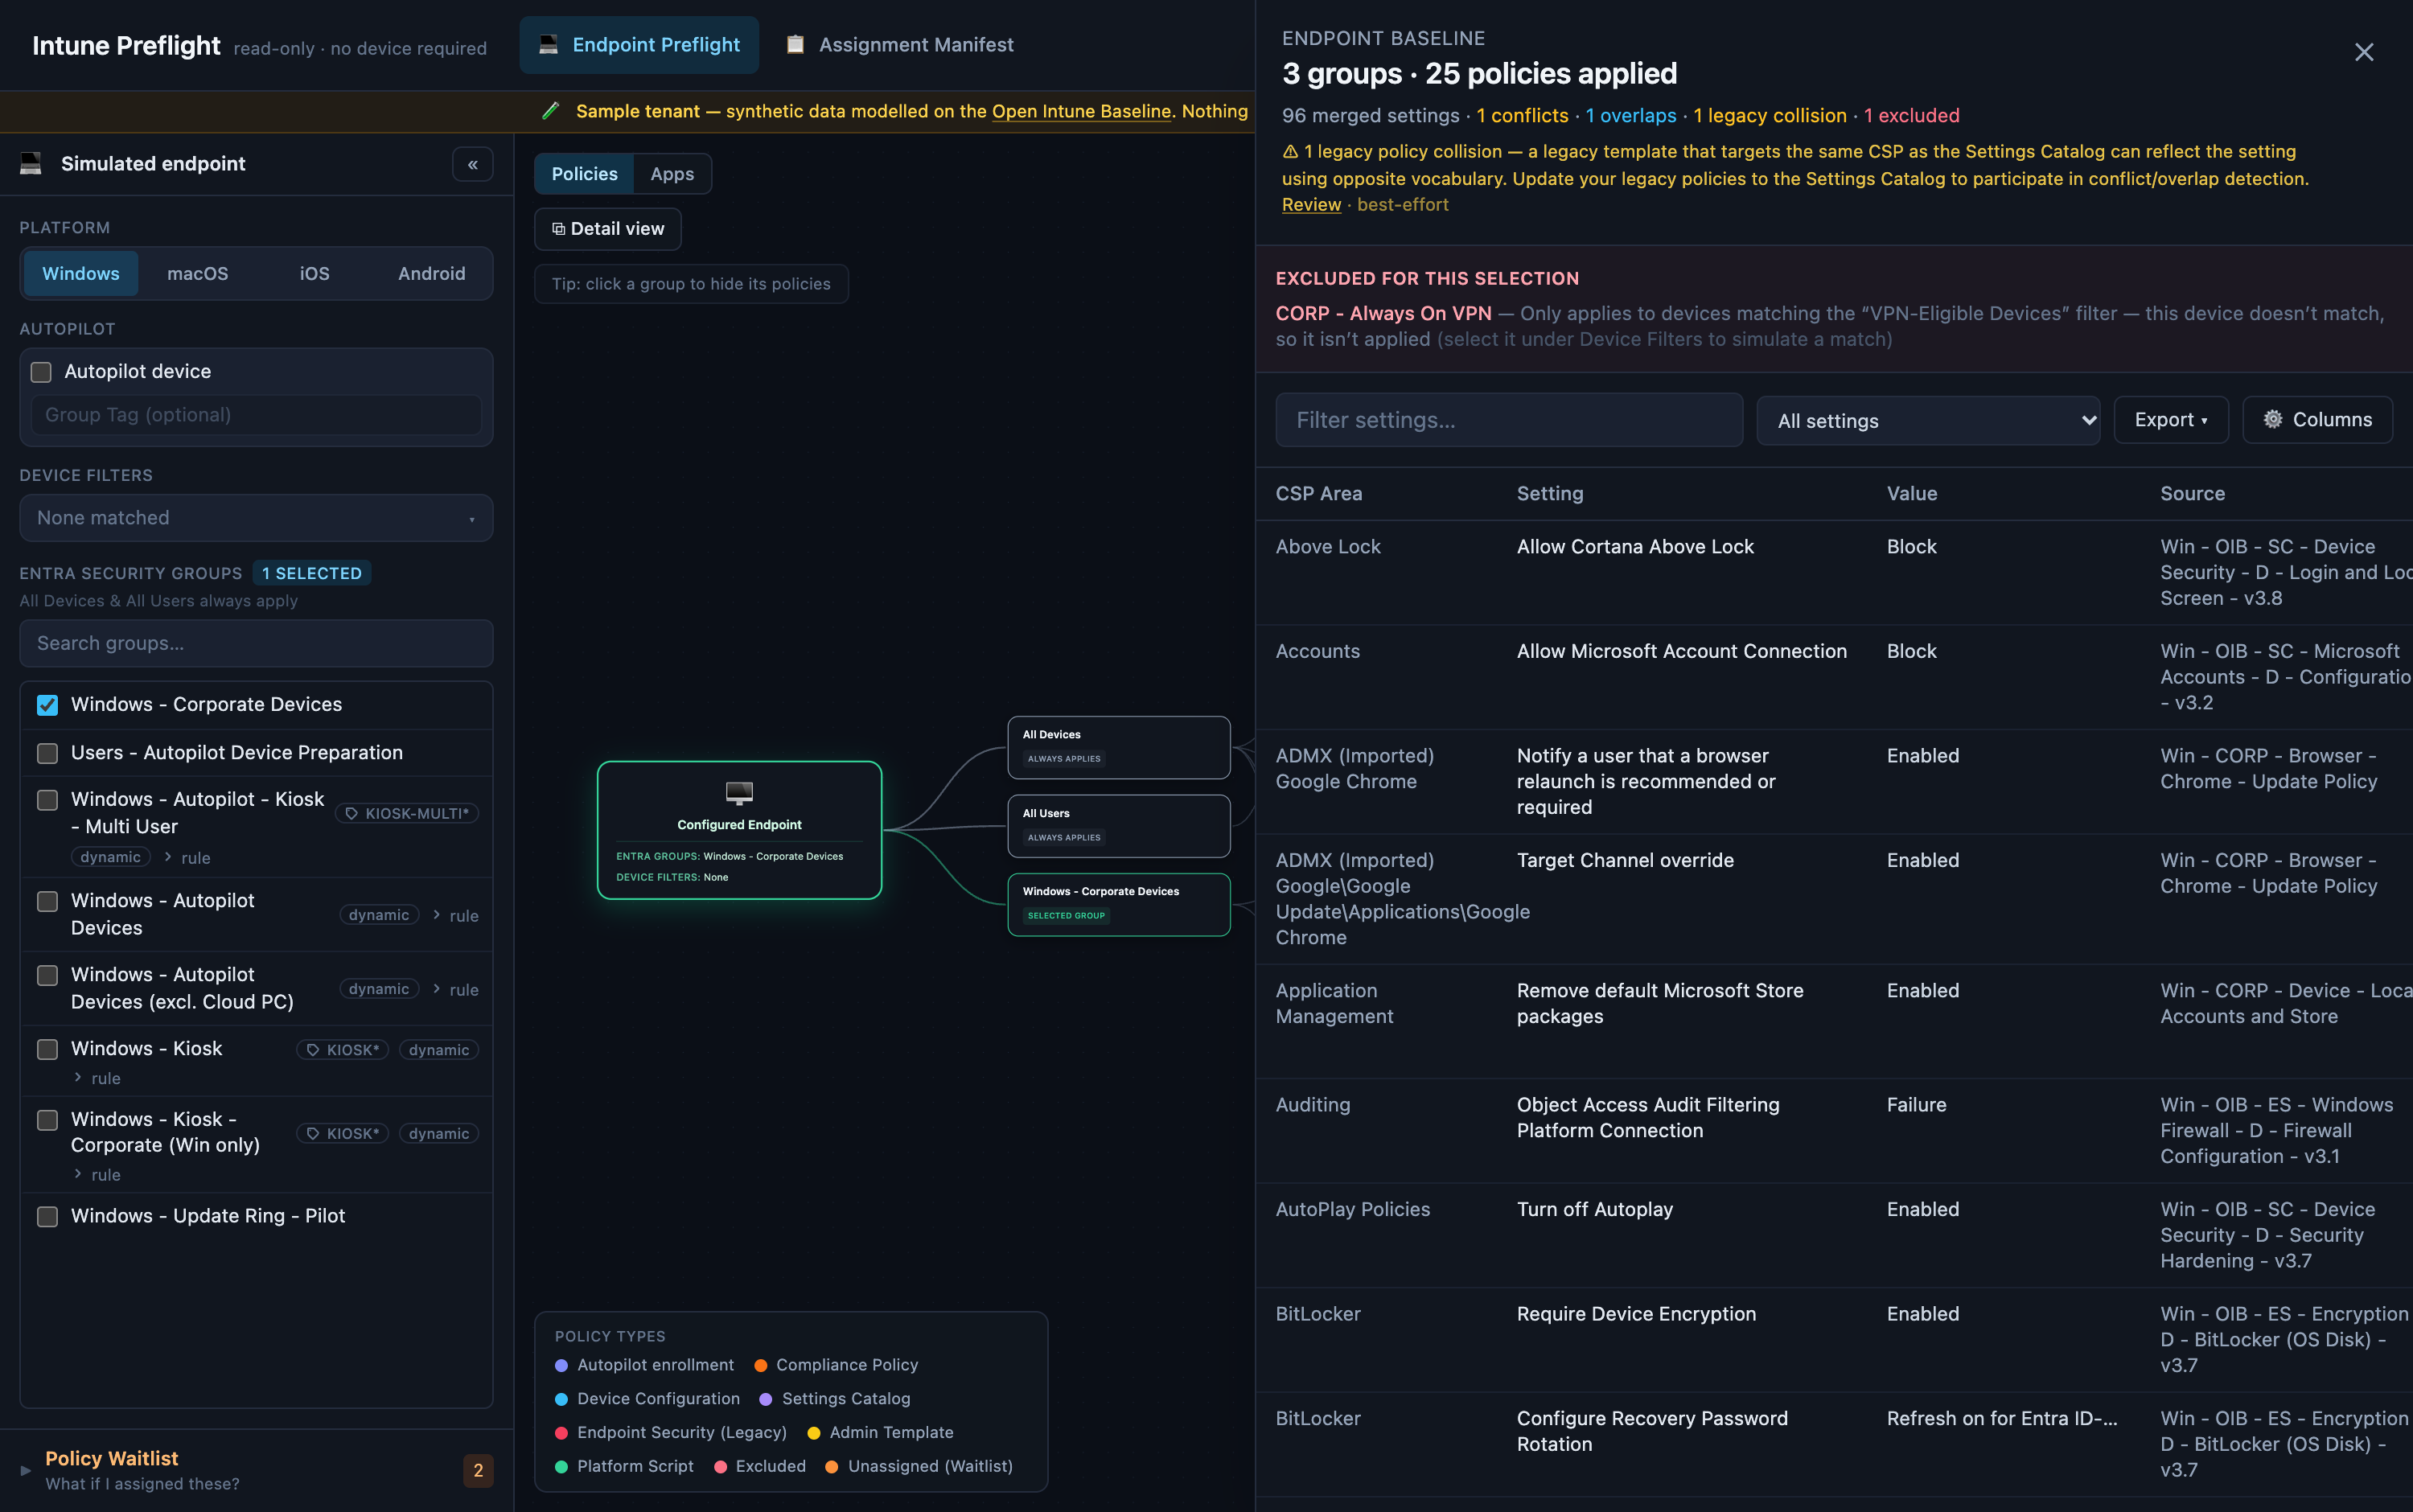 Intune Preflight read-only · no device required
Endpoint Preflight
Assignment Manifest
Sample tenant — synthetic data modelled on the Open Intune Baseline. Nothing
Simulated endpoint
«
PLATFORM
Windows
macOS
iOS
Android
AUTOPILOT
Autopilot device
Group Tag (optional)
DEVICE FILTERS
None matched
ENTRA SECURITY GROUPS 1 SELECTED
All Devices & All Users always apply
Search groups...
Windows - Corporate Devices
Users - Autopilot Device Preparation
Windows - Autopilot - Kiosk
- Multi User
KIOSK-MULTI*
dynamic
rule
Windows - Autopilot
Devices
dynamic
rule
Windows - Autopilot
Devices (excl. Cloud PC)
dynamic
rule
Windows - Kiosk
KIOSK*
dynamic
rule
Windows - Kiosk -
Corporate (Win only)
KIOSK*
dynamic
rule
Windows - Update Ring - Pilot
Policy Waitlist
What if I assigned these?
2
Policies
Apps
Detail view
Tip: click a group to hide its policies
Configured Endpoint
ENTRA GROUPS: Windows - Corporate Devices
DEVICE FILTERS: None
All Devices
ALWAYS APPLIES
All Users
ALWAYS APPLIES
Windows - Corporate Devices
SELECTED GROUP
POLICY TYPES
Autopilot enrollment
Compliance Policy
Device Configuration
Settings Catalog
Endpoint Security (Legacy)
Admin Template
Platform Script
Excluded
Unassigned (Waitlist)
ENDPOINT BASELINE
3 groups · 25 policies applied
96 merged settings · 1 conflicts · 1 overlaps · 1 legacy collision · 1 excluded
⚠ 1 legacy policy collision — a legacy template that targets the same CSP as the Settings Catalog can reflect the setting
using opposite vocabulary. Update your legacy policies to the Settings Catalog to participate in conflict/overlap detection.
Review · best-effort
EXCLUDED FOR THIS SELECTION
CORP - Always On VPN — Only applies to devices matching the “VPN-Eligible Devices” filter — this device doesn’t match,
so it isn’t applied (select it under Device Filters to simulate a match)
Filter settings...
All settings
Export
Columns
CSP Area
Setting
Value
Source
Above Lock
Allow Cortana Above Lock
Block
Win - OIB - SC - Device
Security - D - Login and Loc
Screen - v3.8
Accounts
Allow Microsoft Account Connection
Block
Win - OIB - SC - Microsoft
Accounts - D - Configuratio
- v3.2
ADMX (Imported)
Google Chrome
Notify a user that a browser
relaunch is recommended or
required
Enabled
Win - CORP - Browser -
Chrome - Update Policy
ADMX (Imported)
Google\Google
Update\Applications\Google
Chrome
Target Channel override
Enabled
Win - CORP - Browser -
Chrome - Update Policy
Application
Management
Remove default Microsoft Store
packages
Enabled
Win - CORP - Device - Loca
Accounts and Store
Auditing
Object Access Audit Filtering
Platform Connection
Failure
Win - OIB - ES - Windows
Firewall - D - Firewall
Configuration - v3.1
AutoPlay Policies
Turn off Autoplay
Enabled
Win - OIB - SC - Device
Security - D - Security
Hardening - v3.7
BitLocker
Require Device Encryption
Enabled
Win - OIB - ES - Encryption
D - BitLocker (OS Disk) -
v3.7
BitLocker
Configure Recovery Password
Rotation
Refresh on for Entra ID-...
Win - OIB - ES - Encryption
D - BitLocker (OS Disk) -
v3.7